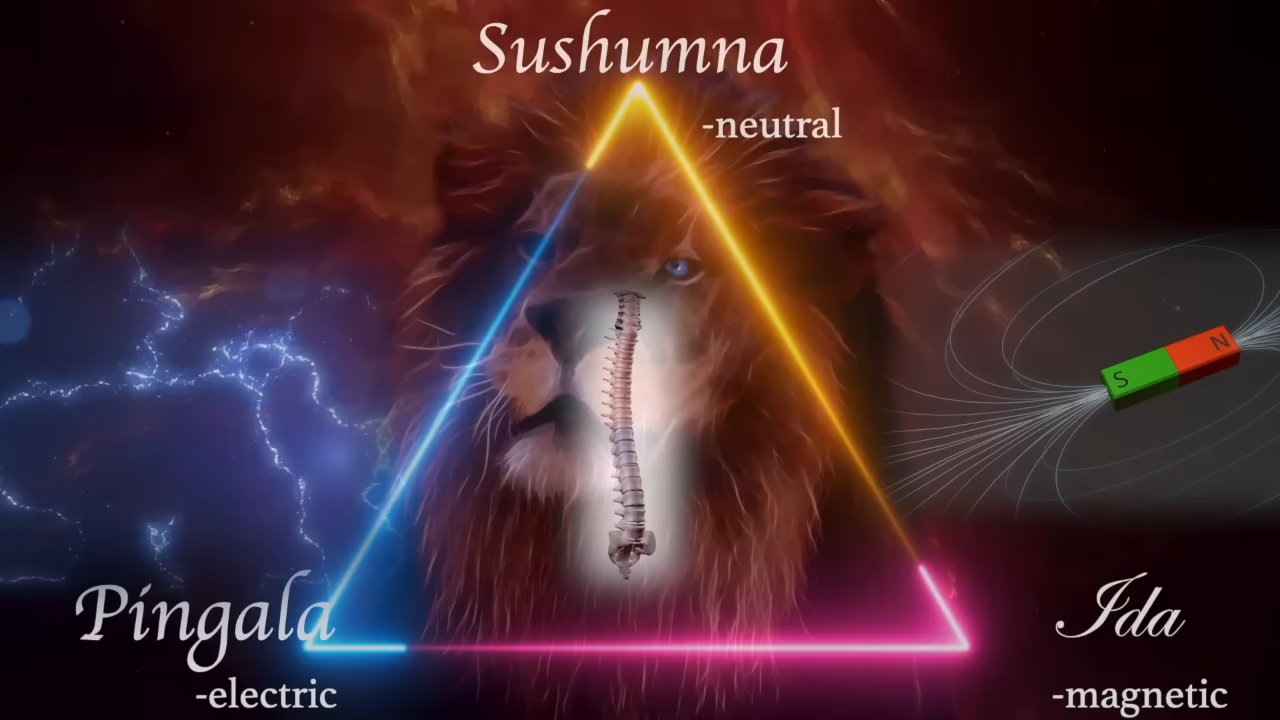 Sushumna
-neutral
S
N
Pingala
-electric
Ida
-magnetic